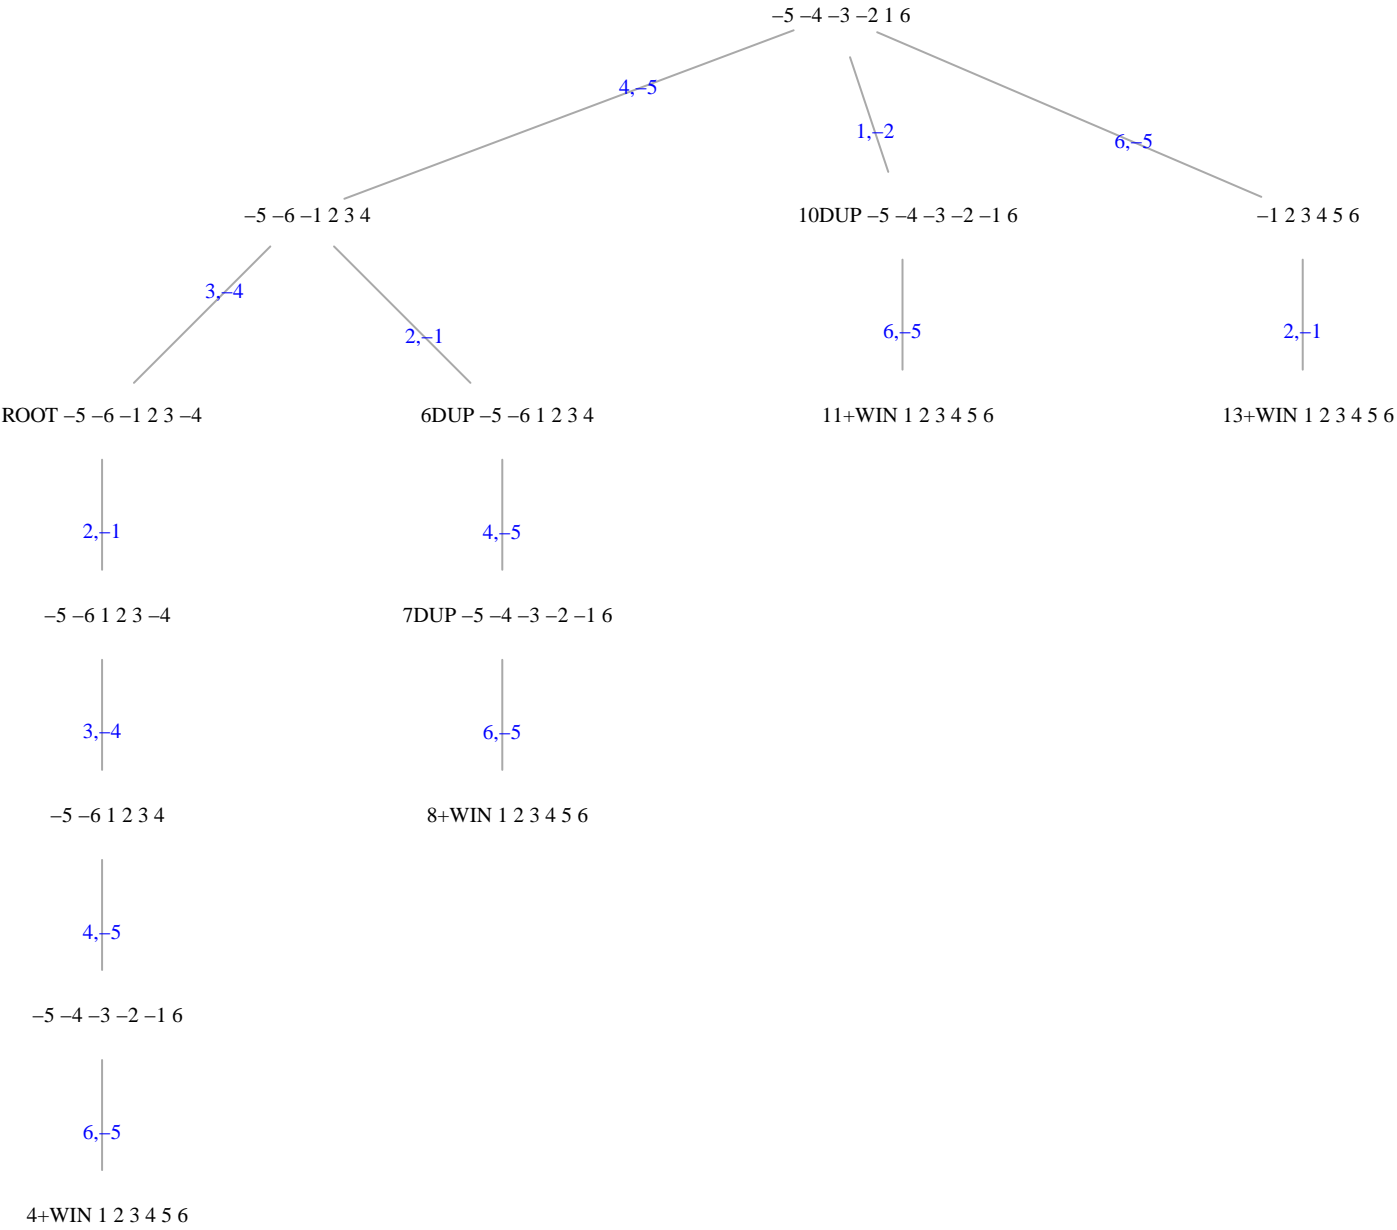 −5 −4 −3 −2 1 6
4,−5
1,−2
6,−5
−5 −6 −1 2 3 4
10DUP −5 −4 −3 −2 −1 6
−1 2 3 4 5 6
3,−4
2,−1
6,−5
2,−1
ROOT −5 −6 −1 2 3 −4
6DUP −5 −6 1 2 3 4
11+WIN 1 2 3 4 5 6
13+WIN 1 2 3 4 5 6
2,−1
4,−5
−5 −6 1 2 3 −4
7DUP −5 −4 −3 −2 −1 6
3,−4
6,−5
−5 −6 1 2 3 4
8+WIN 1 2 3 4 5 6
4,−5
−5 −4 −3 −2 −1 6
6,−5
4+WIN 1 2 3 4 5 6